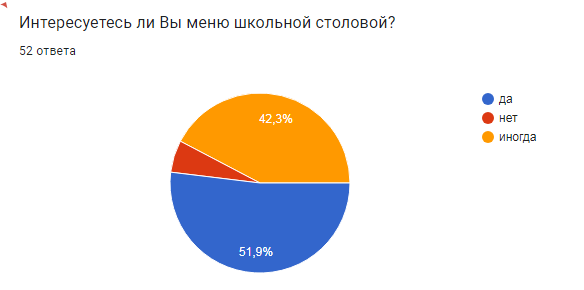 Интересуетесь ли Вы меню школьной столовой?
52 ответа
42,3%
51,9%
да
нет
иногда